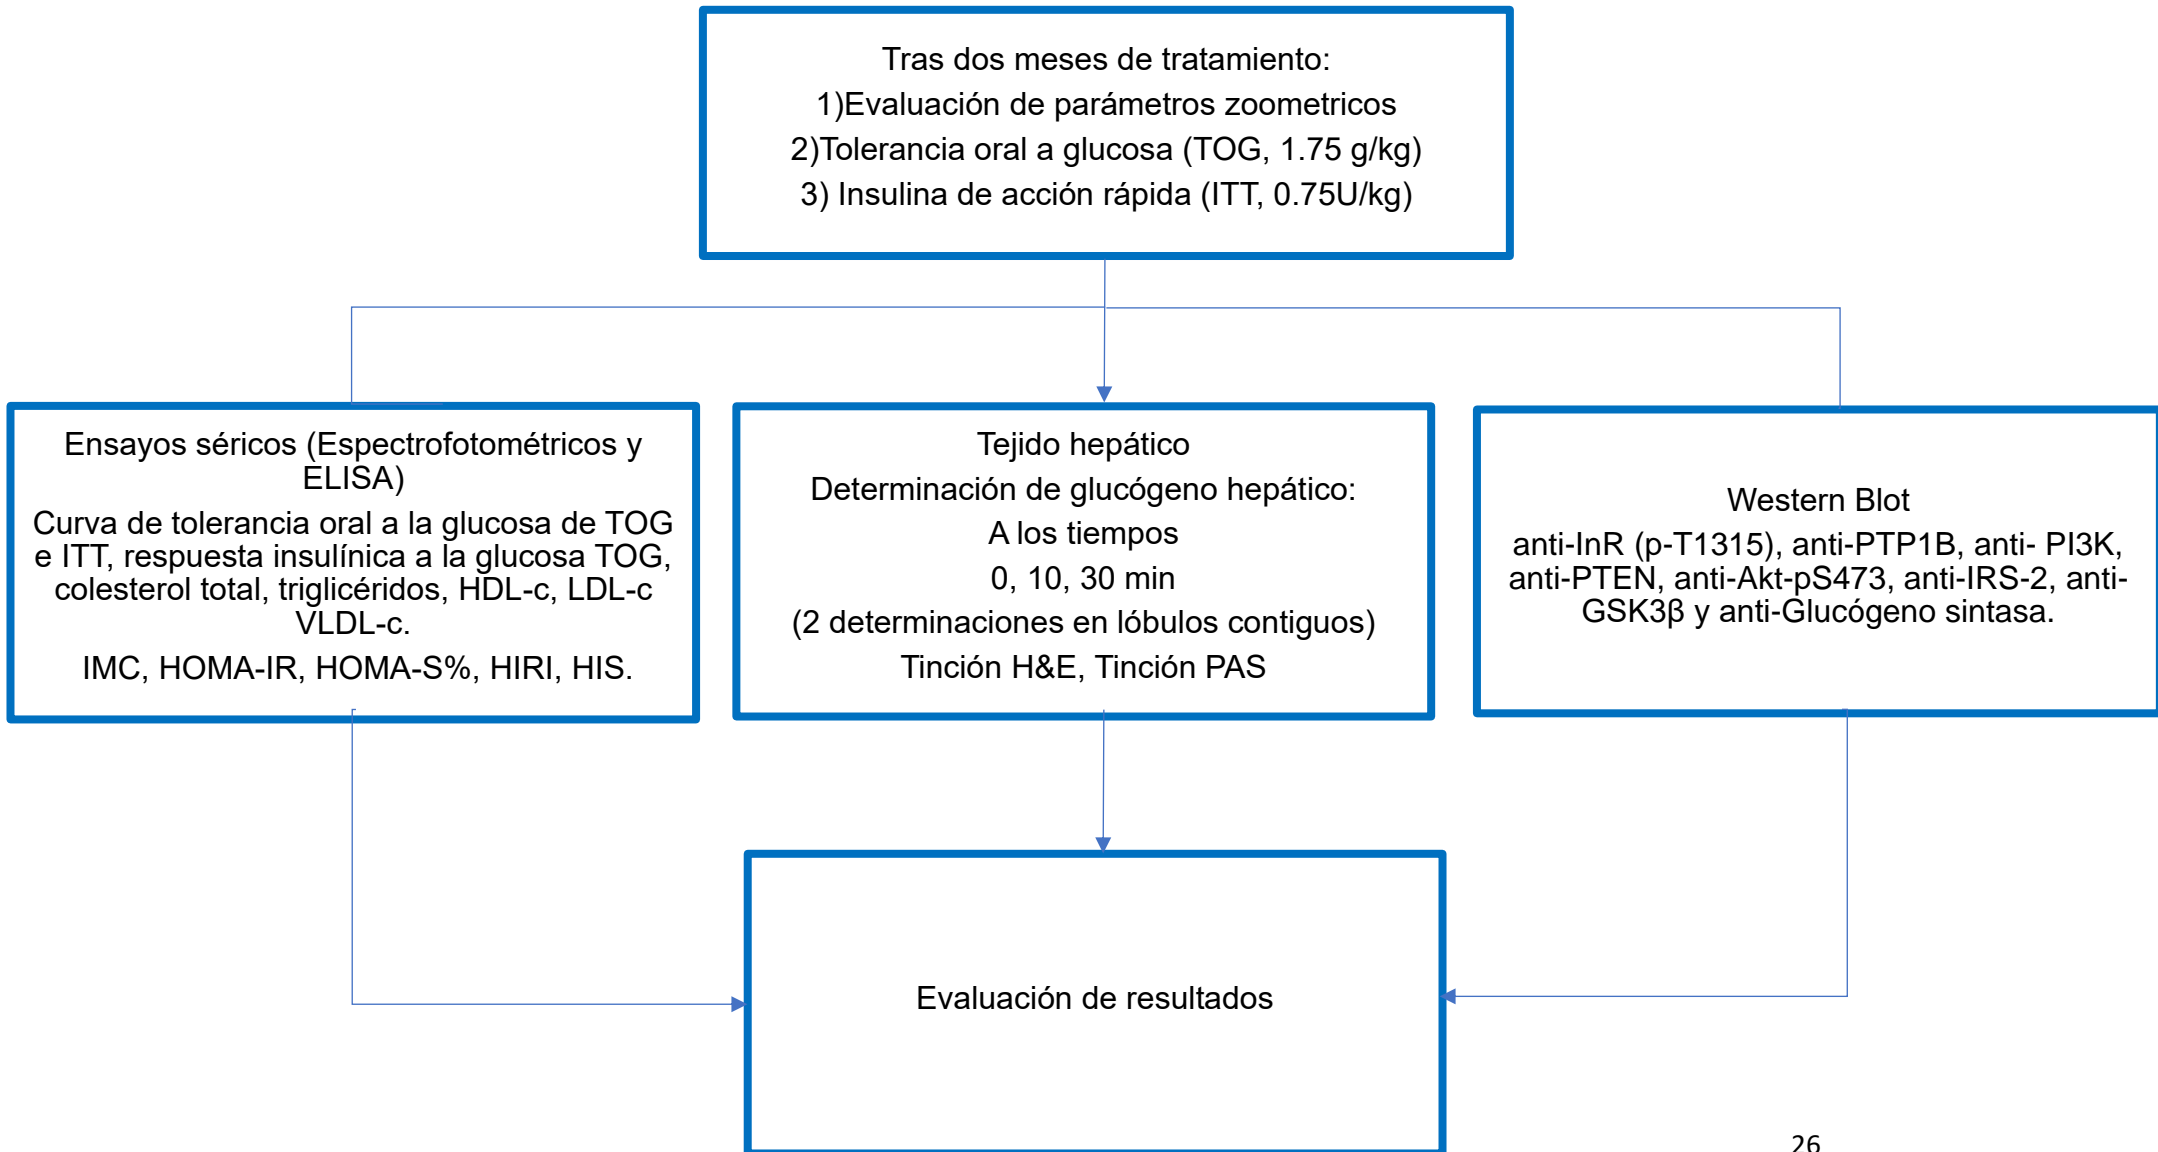 Tras dos meses de tratamiento:
1)Evaluación de parámetros zoometricos
2)Tolerancia oral a glucosa (TOG, 1.75 g/kg)
3) Insulina de acción rápida (ITT, 0.75U/kg)
Ensayos séricos (Espectrofotométricos y
ELISA)
Curva de tolerancia oral a la glucosa de TOG
e ITT, respuesta insulínica a la glucosa TOG,
colesterol total, triglicéridos, HDL-c, LDL-c
VLDL-c.
IMC, HOMA-IR, HOMA-S%, HIRI, HIS.
Tejido hepático
Determinación de glucógeno hepático:
A los tiempos
0, 10, 30 min
(2 determinaciones en lóbulos contiguos)
Tinción H&E, Tinción PAS
Western Blot
anti-InR (p-T1315), anti-PTP1B, anti- PI3K,
anti-PTEN, anti-Akt-pS473, anti-IRS-2, anti-
GSK3β y anti-Glucógeno sintasa.
Evaluación de resultados
26